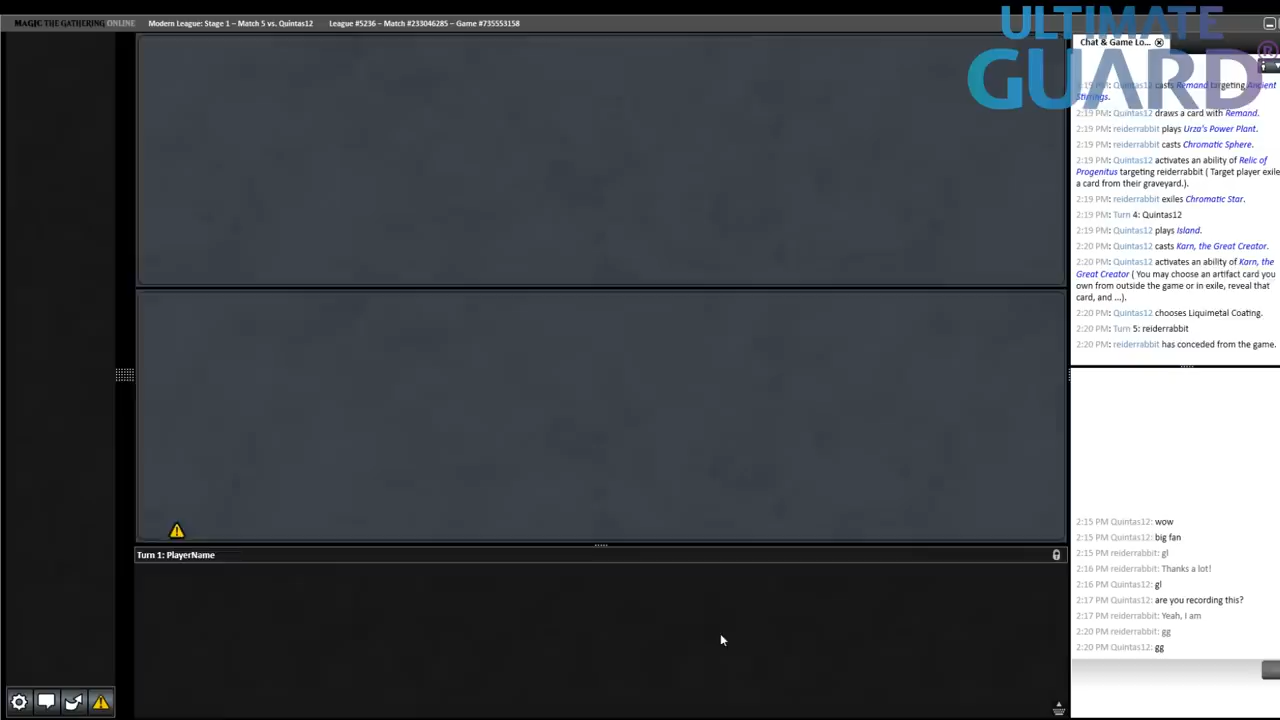 MAGIC THE GATHERING ONLINE
Modern League: Stage 1 – Match 5 vs. Quintas12
League #5236 – Match #233046285 – Game #735553158
ULTIMATE
GUARD®
Chat & Game Lo...
2:19 PM: Quintas12 casts Remand targeting Ancient
Stirrings.
2:19 PM: Quintas12 draws a card with Remand.
2:19 PM: reiderrabbit plays Urza's Power Plant.
2:19 PM: reiderrabbit casts Chromatic Sphere.
2:19 PM: Quintas12 activates an ability of Relic of
Progenitus targeting reiderrabbit ( Target player exile
a card from their graveyard.).
2:19 PM: reiderrabbit exiles Chromatic Star.
2:19 PM: Turn 4: Quintas12
2:19 PM: Quintas12 plays Island.
2:20 PM: Quintas12 casts Karn, the Great Creator.
2:20 PM: Quintas12 activates an ability of Karn, the
Great Creator ( You may choose an artifact card you
own from outside the game or in exile, reveal that
card, and ...).
2:20 PM: Quintas12 chooses Liquimetal Coating.
2:20 PM: Turn 5: reiderrabbit
2:20 PM: reiderrabbit has conceded from the game.
2:15 PM Quintas12: wow
2:15 PM Quintas12: big fan
2:15 PM reiderrabbit: gl
2:16 PM reiderrabbit: Thanks a lot!
2:16 PM Quintas12: gl
2:17 PM Quintas12: are you recording this?
2:17 PM reiderrabbit: Yeah, I am
2:20 PM reiderrabbit: gg
2:20 PM Quintas12: gg
Turn 1: PlayerName